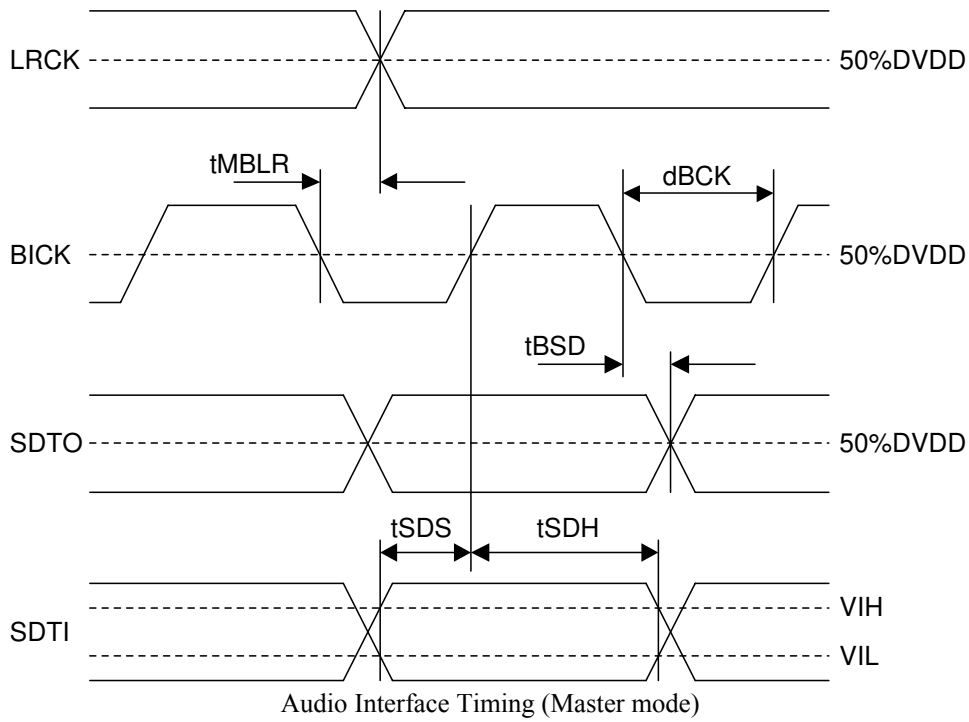 LRCK 50%DVDD
tMBLR dBCK
BICK 50%DVDD
tBSD
SDTO 50%DVDD
tSDS tSDH
VIH
SDTI
VIL
Audio Interface Timing (Master mode)